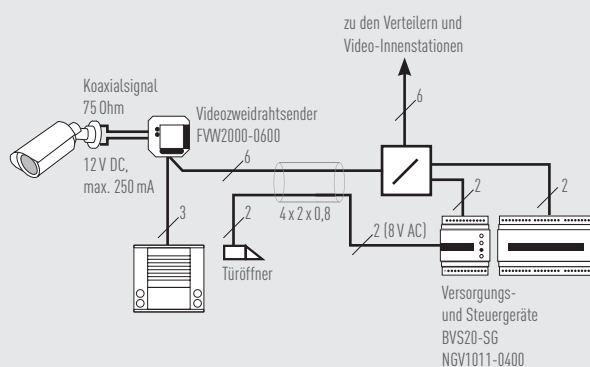 zu den Verteilern und
Video-Innenstationen
6
Koaxialsignal
75 Ohm
Videozweidrahtsender
FVW2000-0600
12 V DC,
max. 250 mA
6
4 x 2 x 0,8
2
2
3
2
2 (8 V AC)
Türöffner
Versorgungs-
und Steuergeräte
BVS20-SG
NGV1011-0400